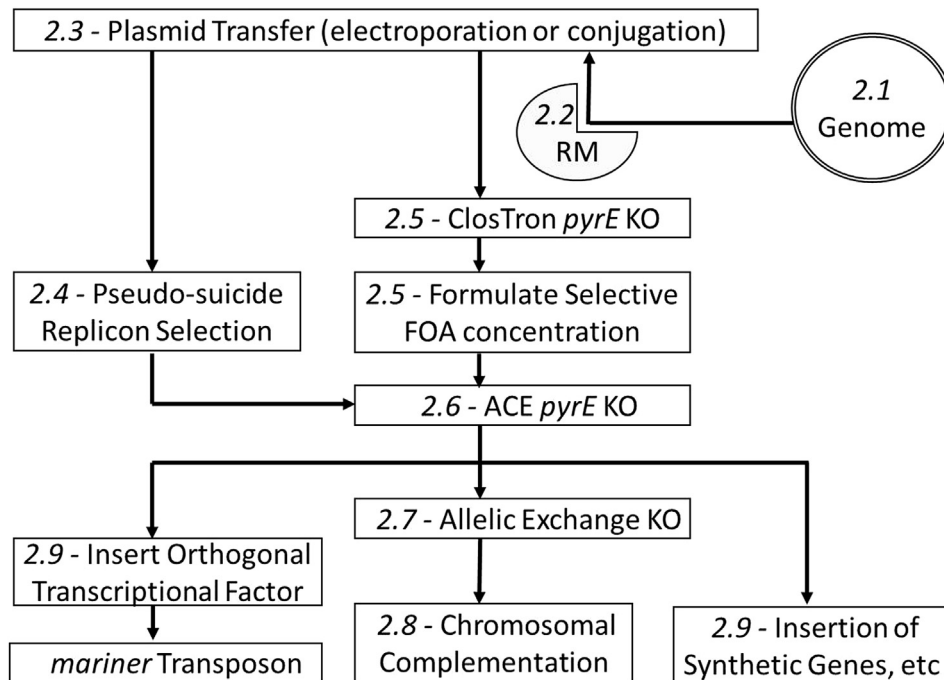 2.3 - Plasmid Transfer (electroporation or conjugation)
2.1
Genome
2.2
RM
2.5 - ClosTron pyrE KO
2.4 - Pseudo-suicide
Replicon Selection
2.5 - Formulate Selective
FOA concentration
2.6 - ACE pyrE KO
2.7 - Allelic Exchange KO
2.9 - Insert Orthogonal
Transcriptional Factor
mariner Transposon
2.8 - Chromosomal
Complementation
2.9 - Insertion of
Synthetic Genes, etc